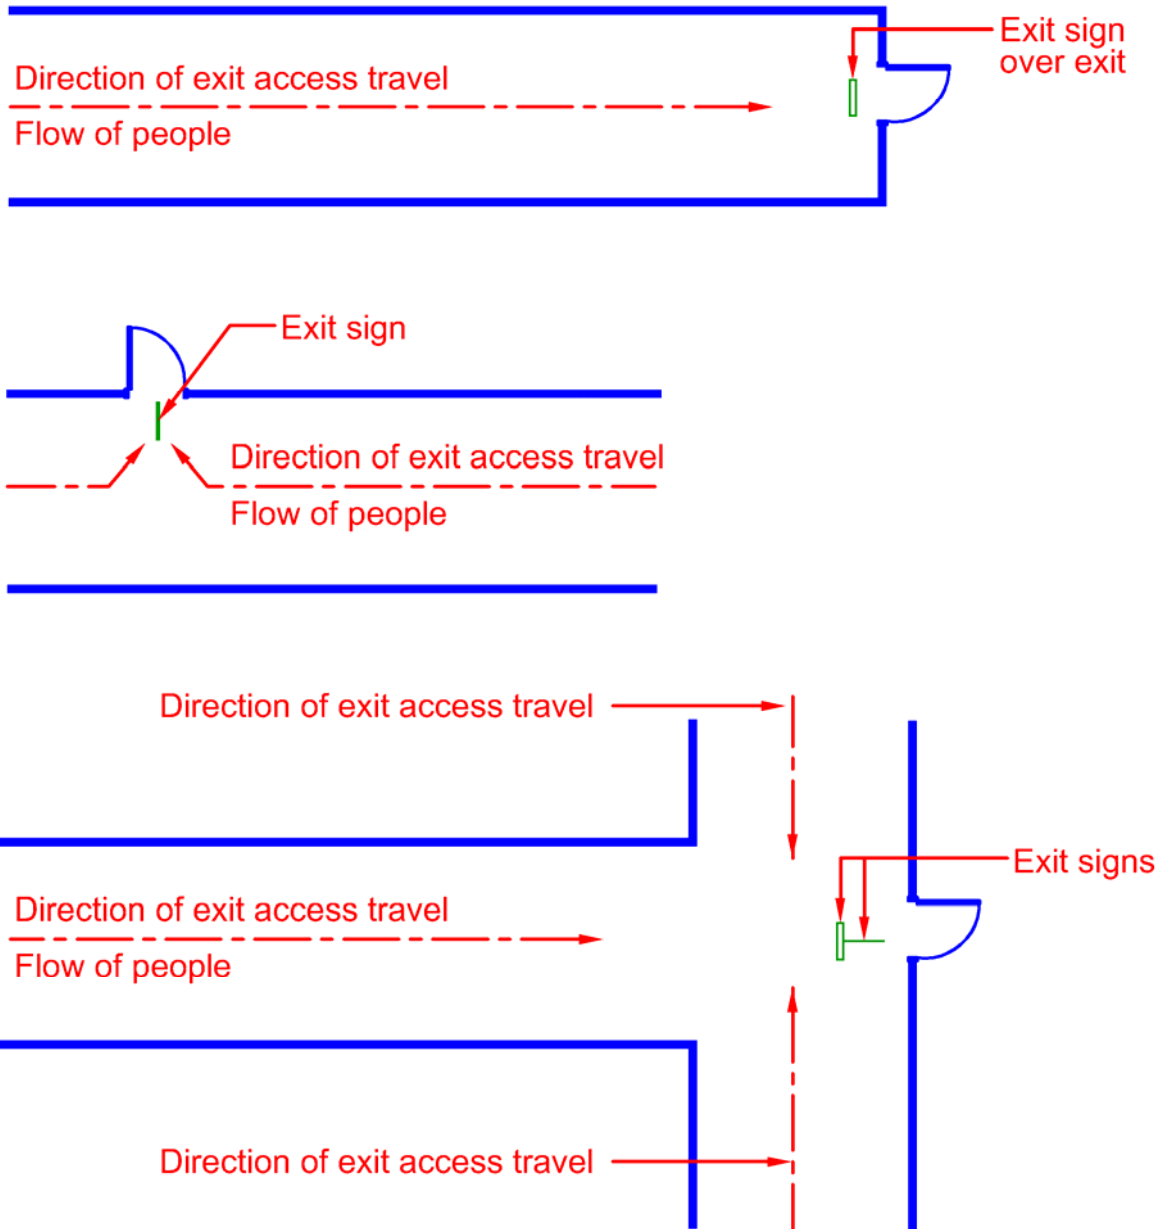 Exit sign
over exit
Direction of exit access travel
Flow of people
Exit sign
Direction of exit access travel
Flow of people
Direction of exit access travel
Exit signs
Direction of exit access travel
Flow of people
Direction of exit access travel